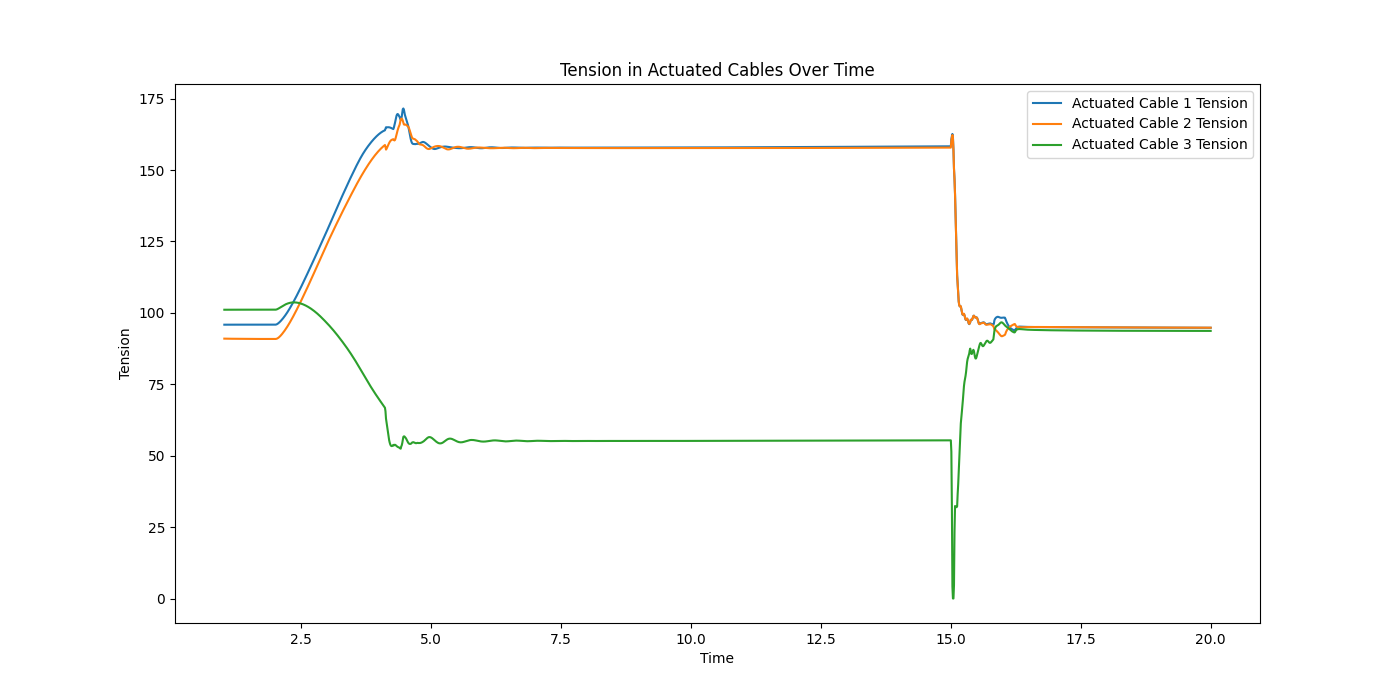 Tension in Actuated Cables Over Time
175
150
125
100
75
50
25
0
Tension
2.5
5.0
7.5
10.0
12.5
15.0
17.5
20.0
Time
Actuated Cable 1 Tension
Actuated Cable 2 Tension
Actuated Cable 3 Tension